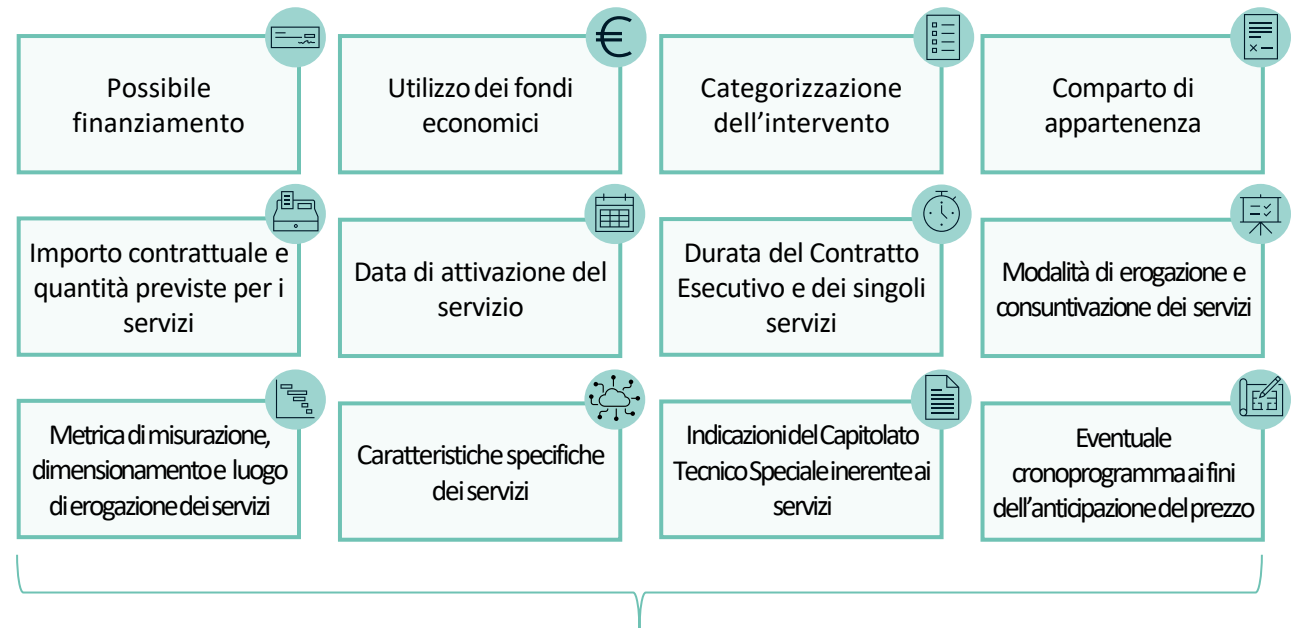 Possibile
finanziamento
Utilizzo dei fondi
economici
Categorizzazione
dell'intervento
Comparto di
appartenenza
Importo contrattuale e
quantità previste per i
servizi
Data di attivazione del
servizio
Durata del Contratto
Esecutivo e dei singoli
servizi
Modalità di erogazione e
consuntivazione dei servizi
Metrica di misurazione,
dimensionamento e luogo
di erogazione dei servizi
Caratteristiche specifiche
dei servizi
Indicazioni del Capitolato
Tecnico Speciale inerente ai
servizi
Eventuale
cronoprogramma ai fini
dell'anticipazione del prezzo